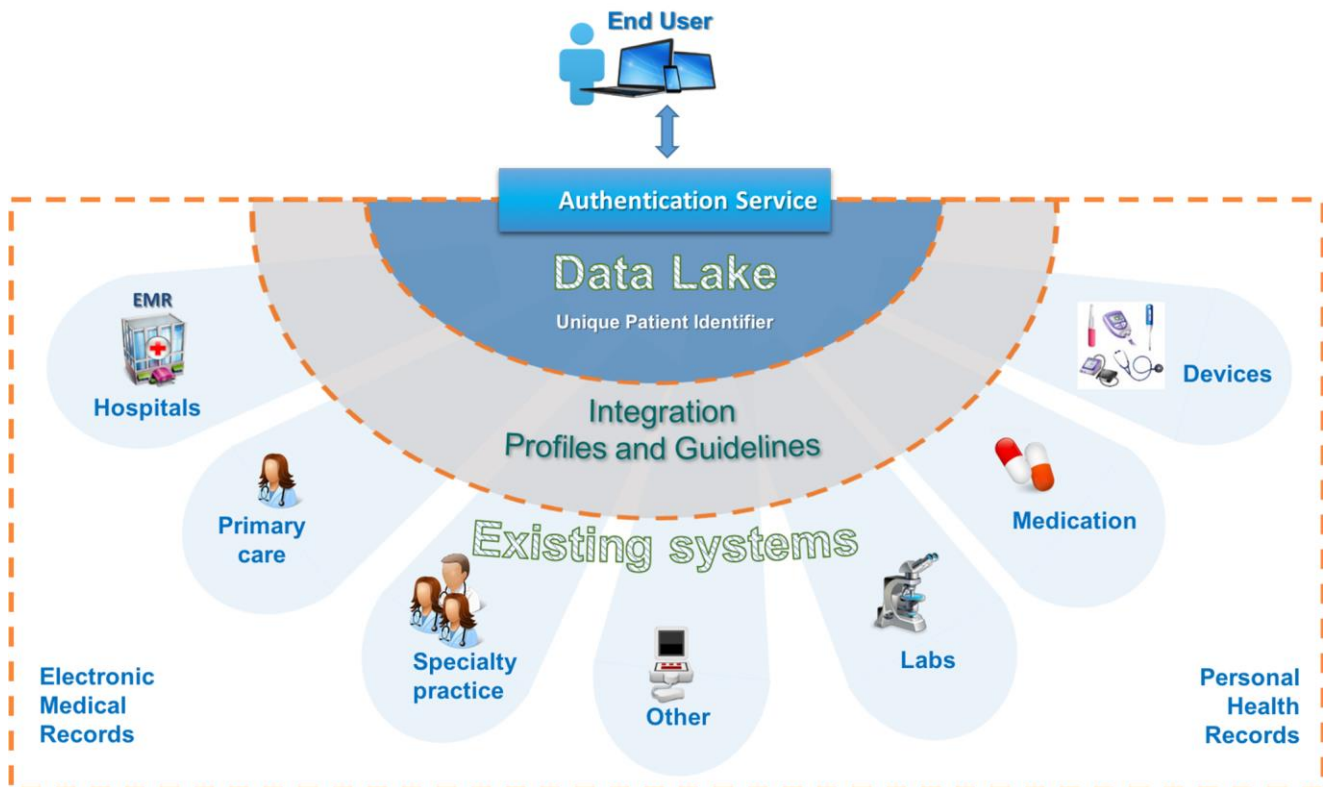 End User
Authentication Service
Data Lake
Unique Patient Identifier
EMR
Hospitals
Devices
Integration
Profiles and Guidelines
Primary
care
Medication
Existing systems
Specialty
practice
Labs
Other
Electronic
Medical
Records
Personal
Health
Records